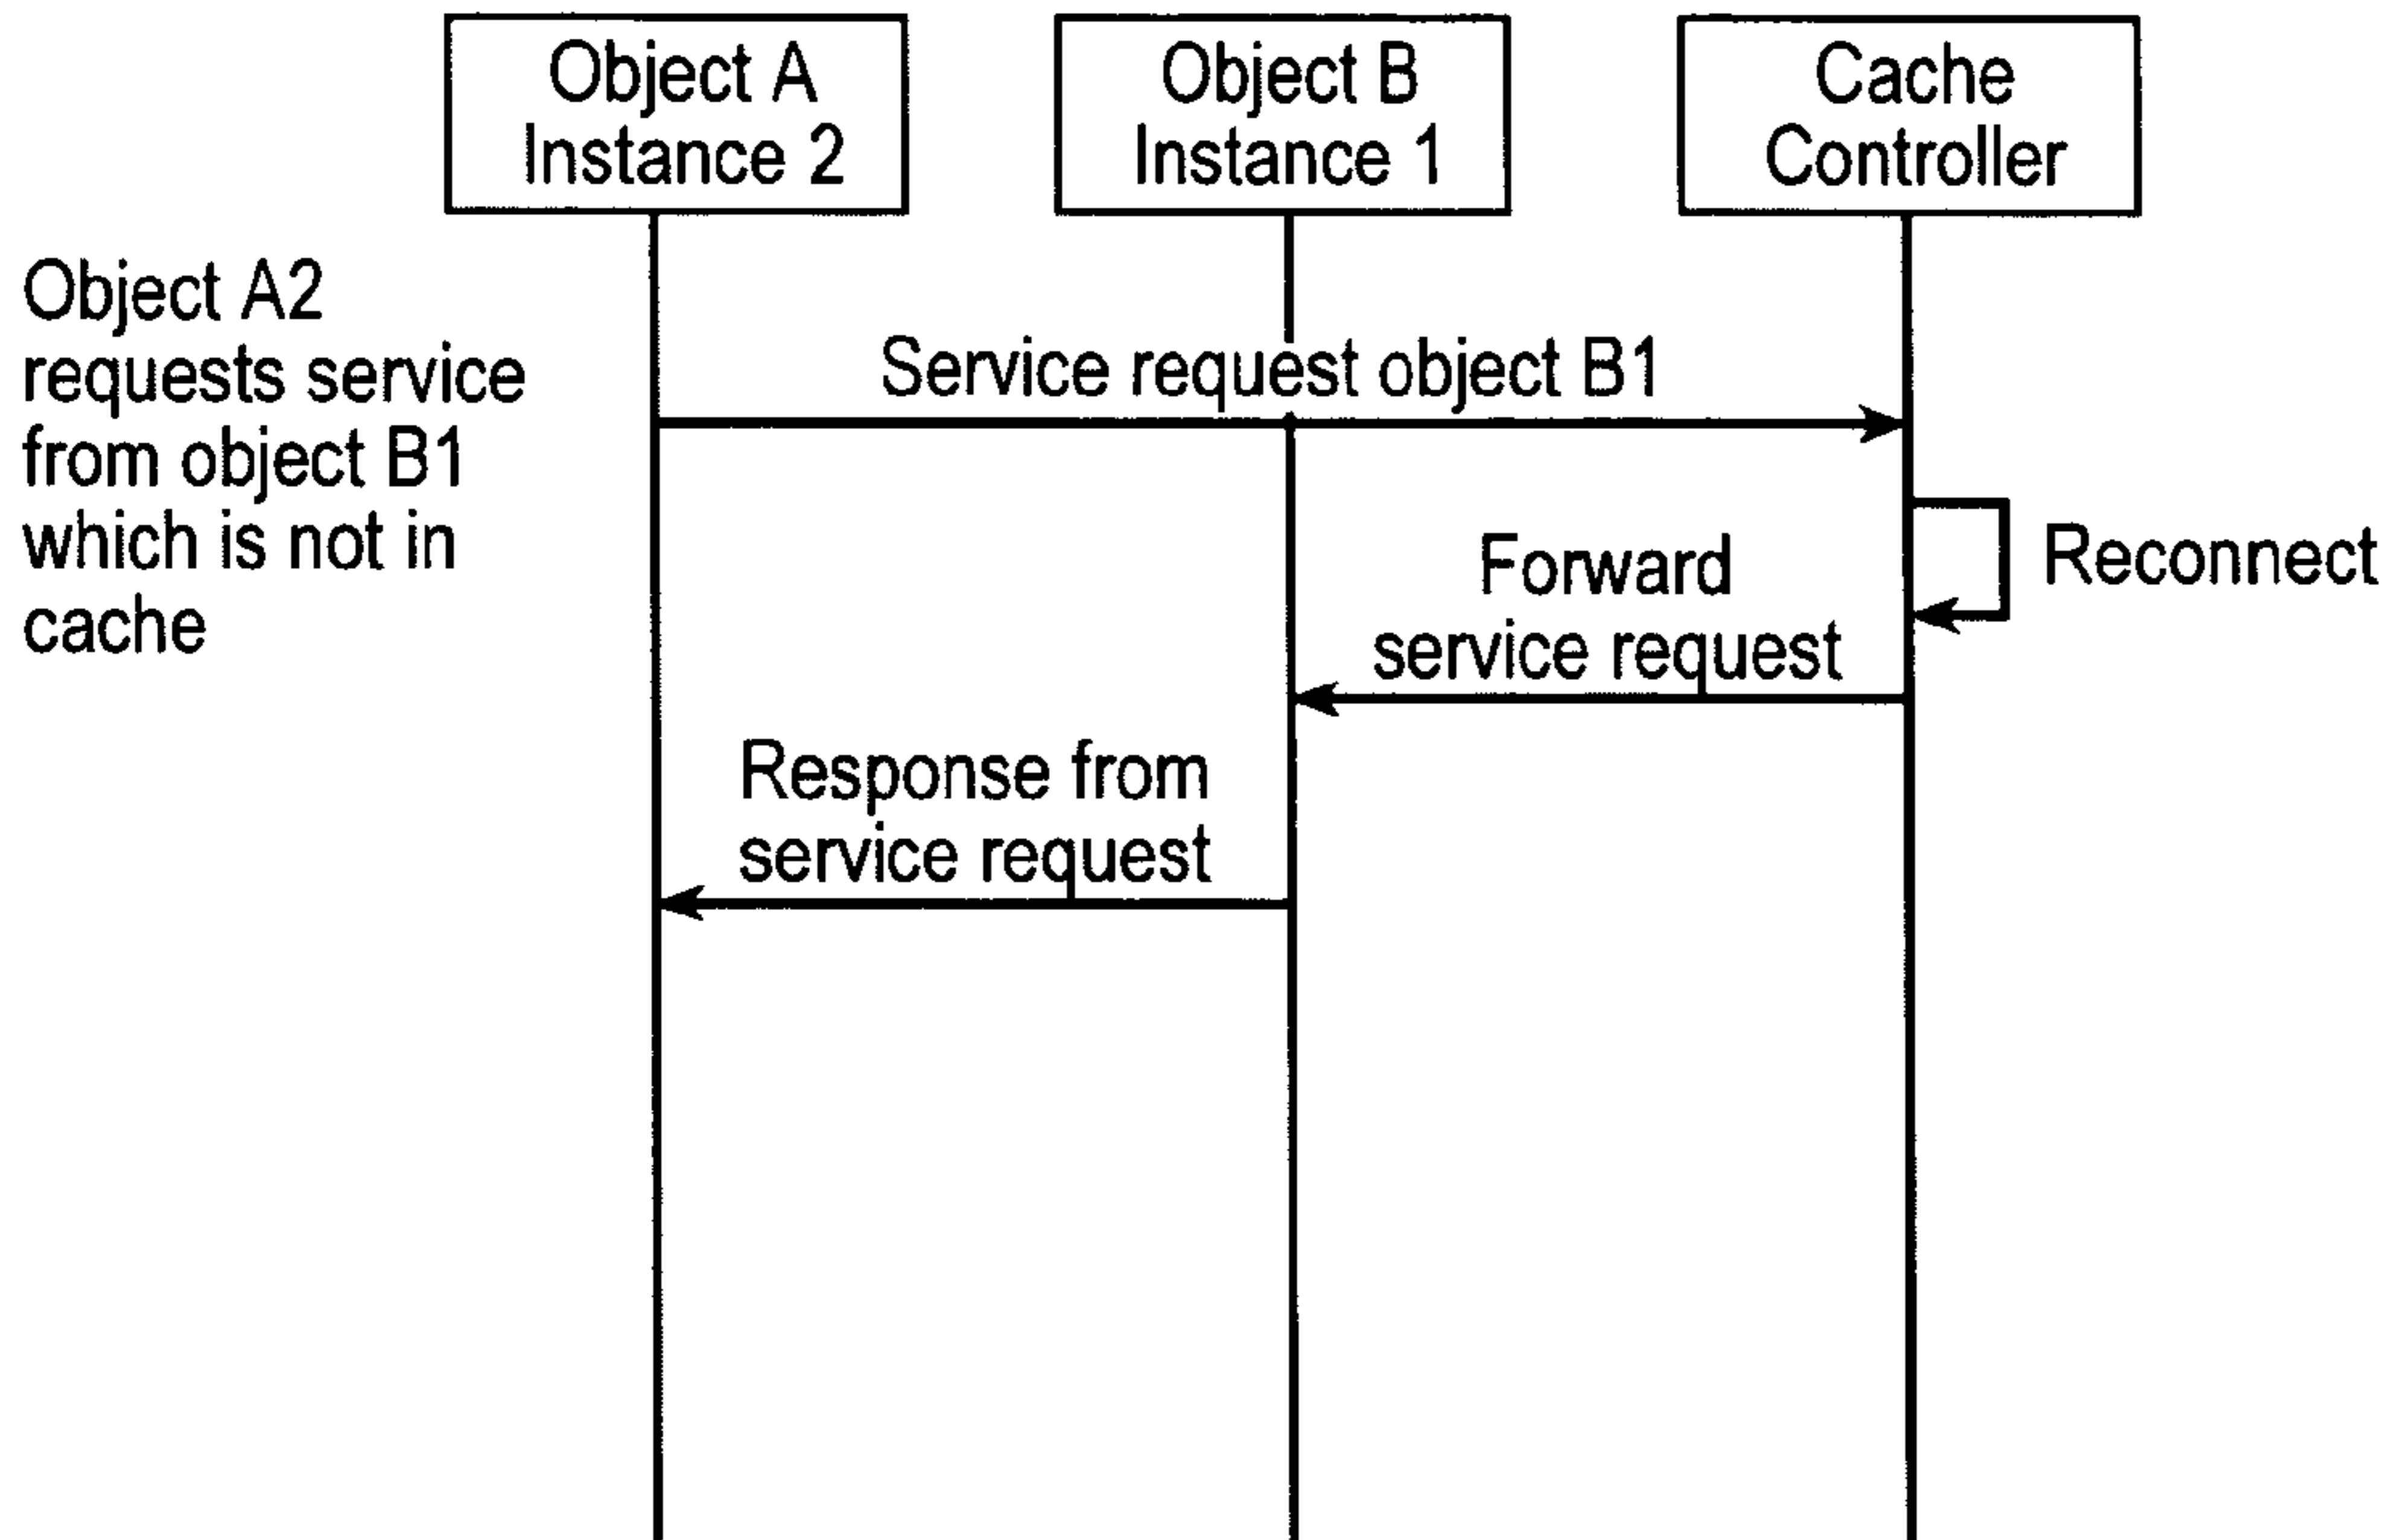 Object A
Instance 2
Object B
Instance 1
Cache
Controller
Object A2
requests service
from object B1
which is not in
cache
Service request object B1
Reconnect
Forward
service request
Response from
service request